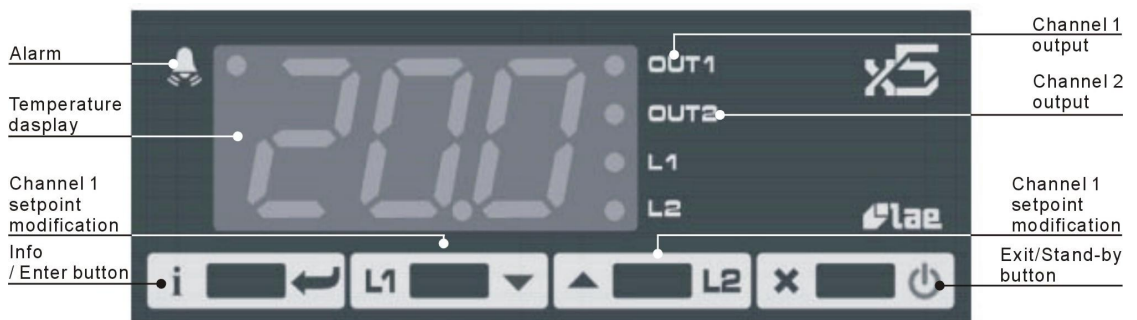 Alarm
Temperature
dasplay
Channel 1
setpoint
modification
Info
/ Enter button
20.0
OUT1
OUT2
L1
L2
x5
lae
i
L1
L2
Channel 1
output
Channel 2
output
Channel 1
setpoint
modification
Exit/Stand-by
button